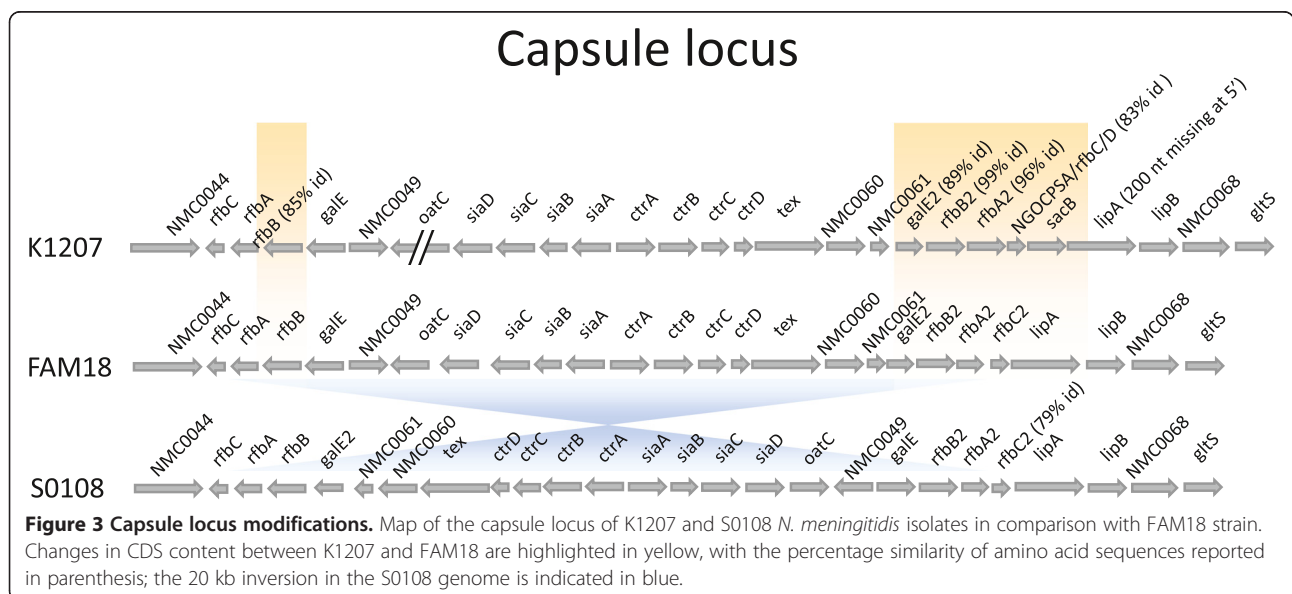 Capsule locus
NMC0044 rfbC rfbA rfbB (85% id) galE NMC0049 oatC siaD siaC siaB siaA ctrA ctrB ctrC ctrD tex NMC0060 NMC0061 galE2 (89% id) rfbB2 (99% id) rfbA2 (96% id) NGOCPSA/rfbC/D (83% id ) sacB lipA (200 nt missing at 5’) lipB NMC0068 gltS
K1207
NMC0044 rfbC rfbA rfbB galE NMC0049 oatC siaD siaC siaB siaA ctrA ctrB ctrC ctrD tex NMC0060 NMC0061 galE2 rfbB2 rfbA2 rfbC2 lipA lipB NMC0068 gltS
FAM18
NMC0044 rfbC rfbA rfbB galE2 NMC0061 NMC0060 tex ctrD ctrC ctrB ctrA siaA siaB siaC siaD oatC NMC0049 galE rfbB2 rfbA2 rfbC2 (79% id) lipA lipB NMC0068 gltS
S0108
Figure 3 Capsule locus modifications. Map of the capsule locus of K1207 and S0108 N. meningitidis isolates in comparison with FAM18 strain.
Changes in CDS content between K1207 and FAM18 are highlighted in yellow, with the percentage similarity of amino acid sequences reported
in parenthesis; the 20 kb inversion in the S0108 genome is indicated in blue.